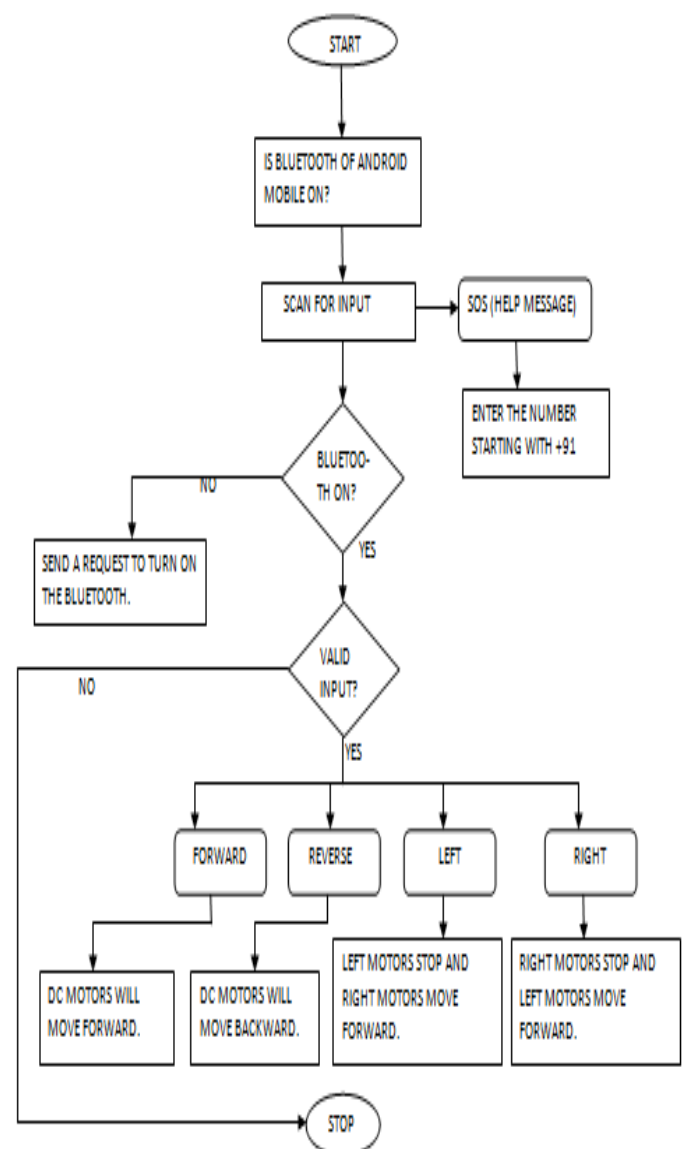 START
IS BLUETOOTH OF ANDROID
MOBILE ON?
SCAN FOR INPUT
SOS (HELP MESSAGE)
ENTER THE NUMBER
STARTING WITH +91
BLUETOO-
TH ON?
NO
YES
SEND A REQUEST TO TURN ON
THE BLUETOOTH.
VALID
INPUT?
NO
YES
FORWARD
REVERSE
LEFT
RIGHT
DC MOTORS WILL
MOVE FORWARD.
DC MOTORS WILL
MOVE BACKWARD.
LEFT MOTORS STOP AND
RIGHT MOTORS MOVE
FORWARD.
RIGHT MOTORS STOP AND
LEFT MOTORS MOVE
FORWARD.
STOP